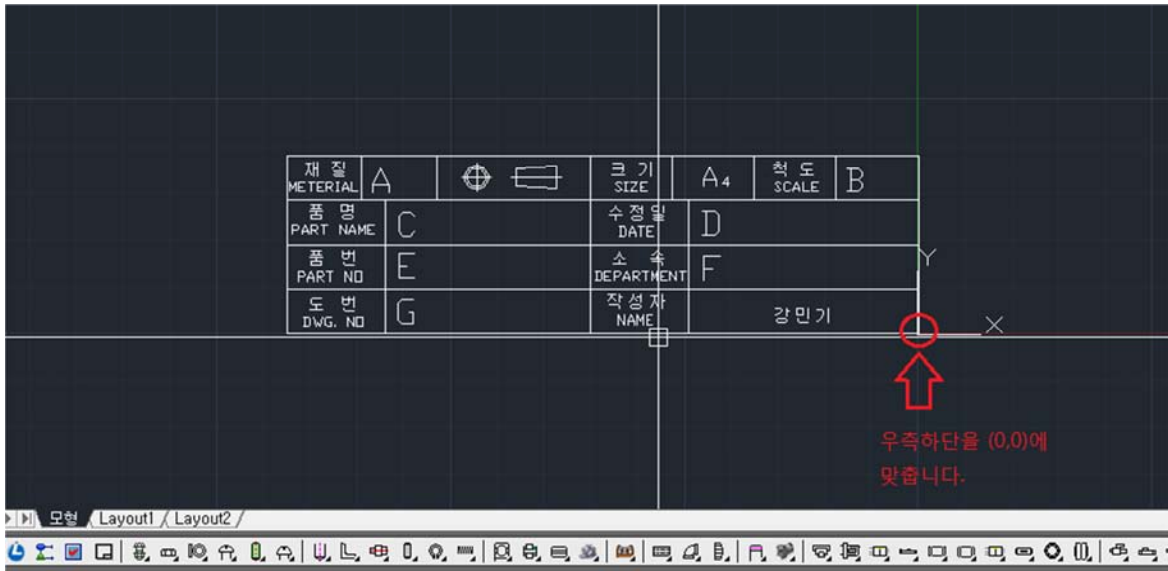 재 질 A 크 기 A4 척 도 B
METERIAL SIZE SCALE
품 명 C 수 정 일 D
PART NAME DATE
품 번 E 소 속 F
PART NO DEPARTMENT
도 번 G 작 성 자 강 민 기
DWG. NO NAME
Y
X
우측하단을 (0,0)에
맞춥니다.
모형 Layout1 Layout2